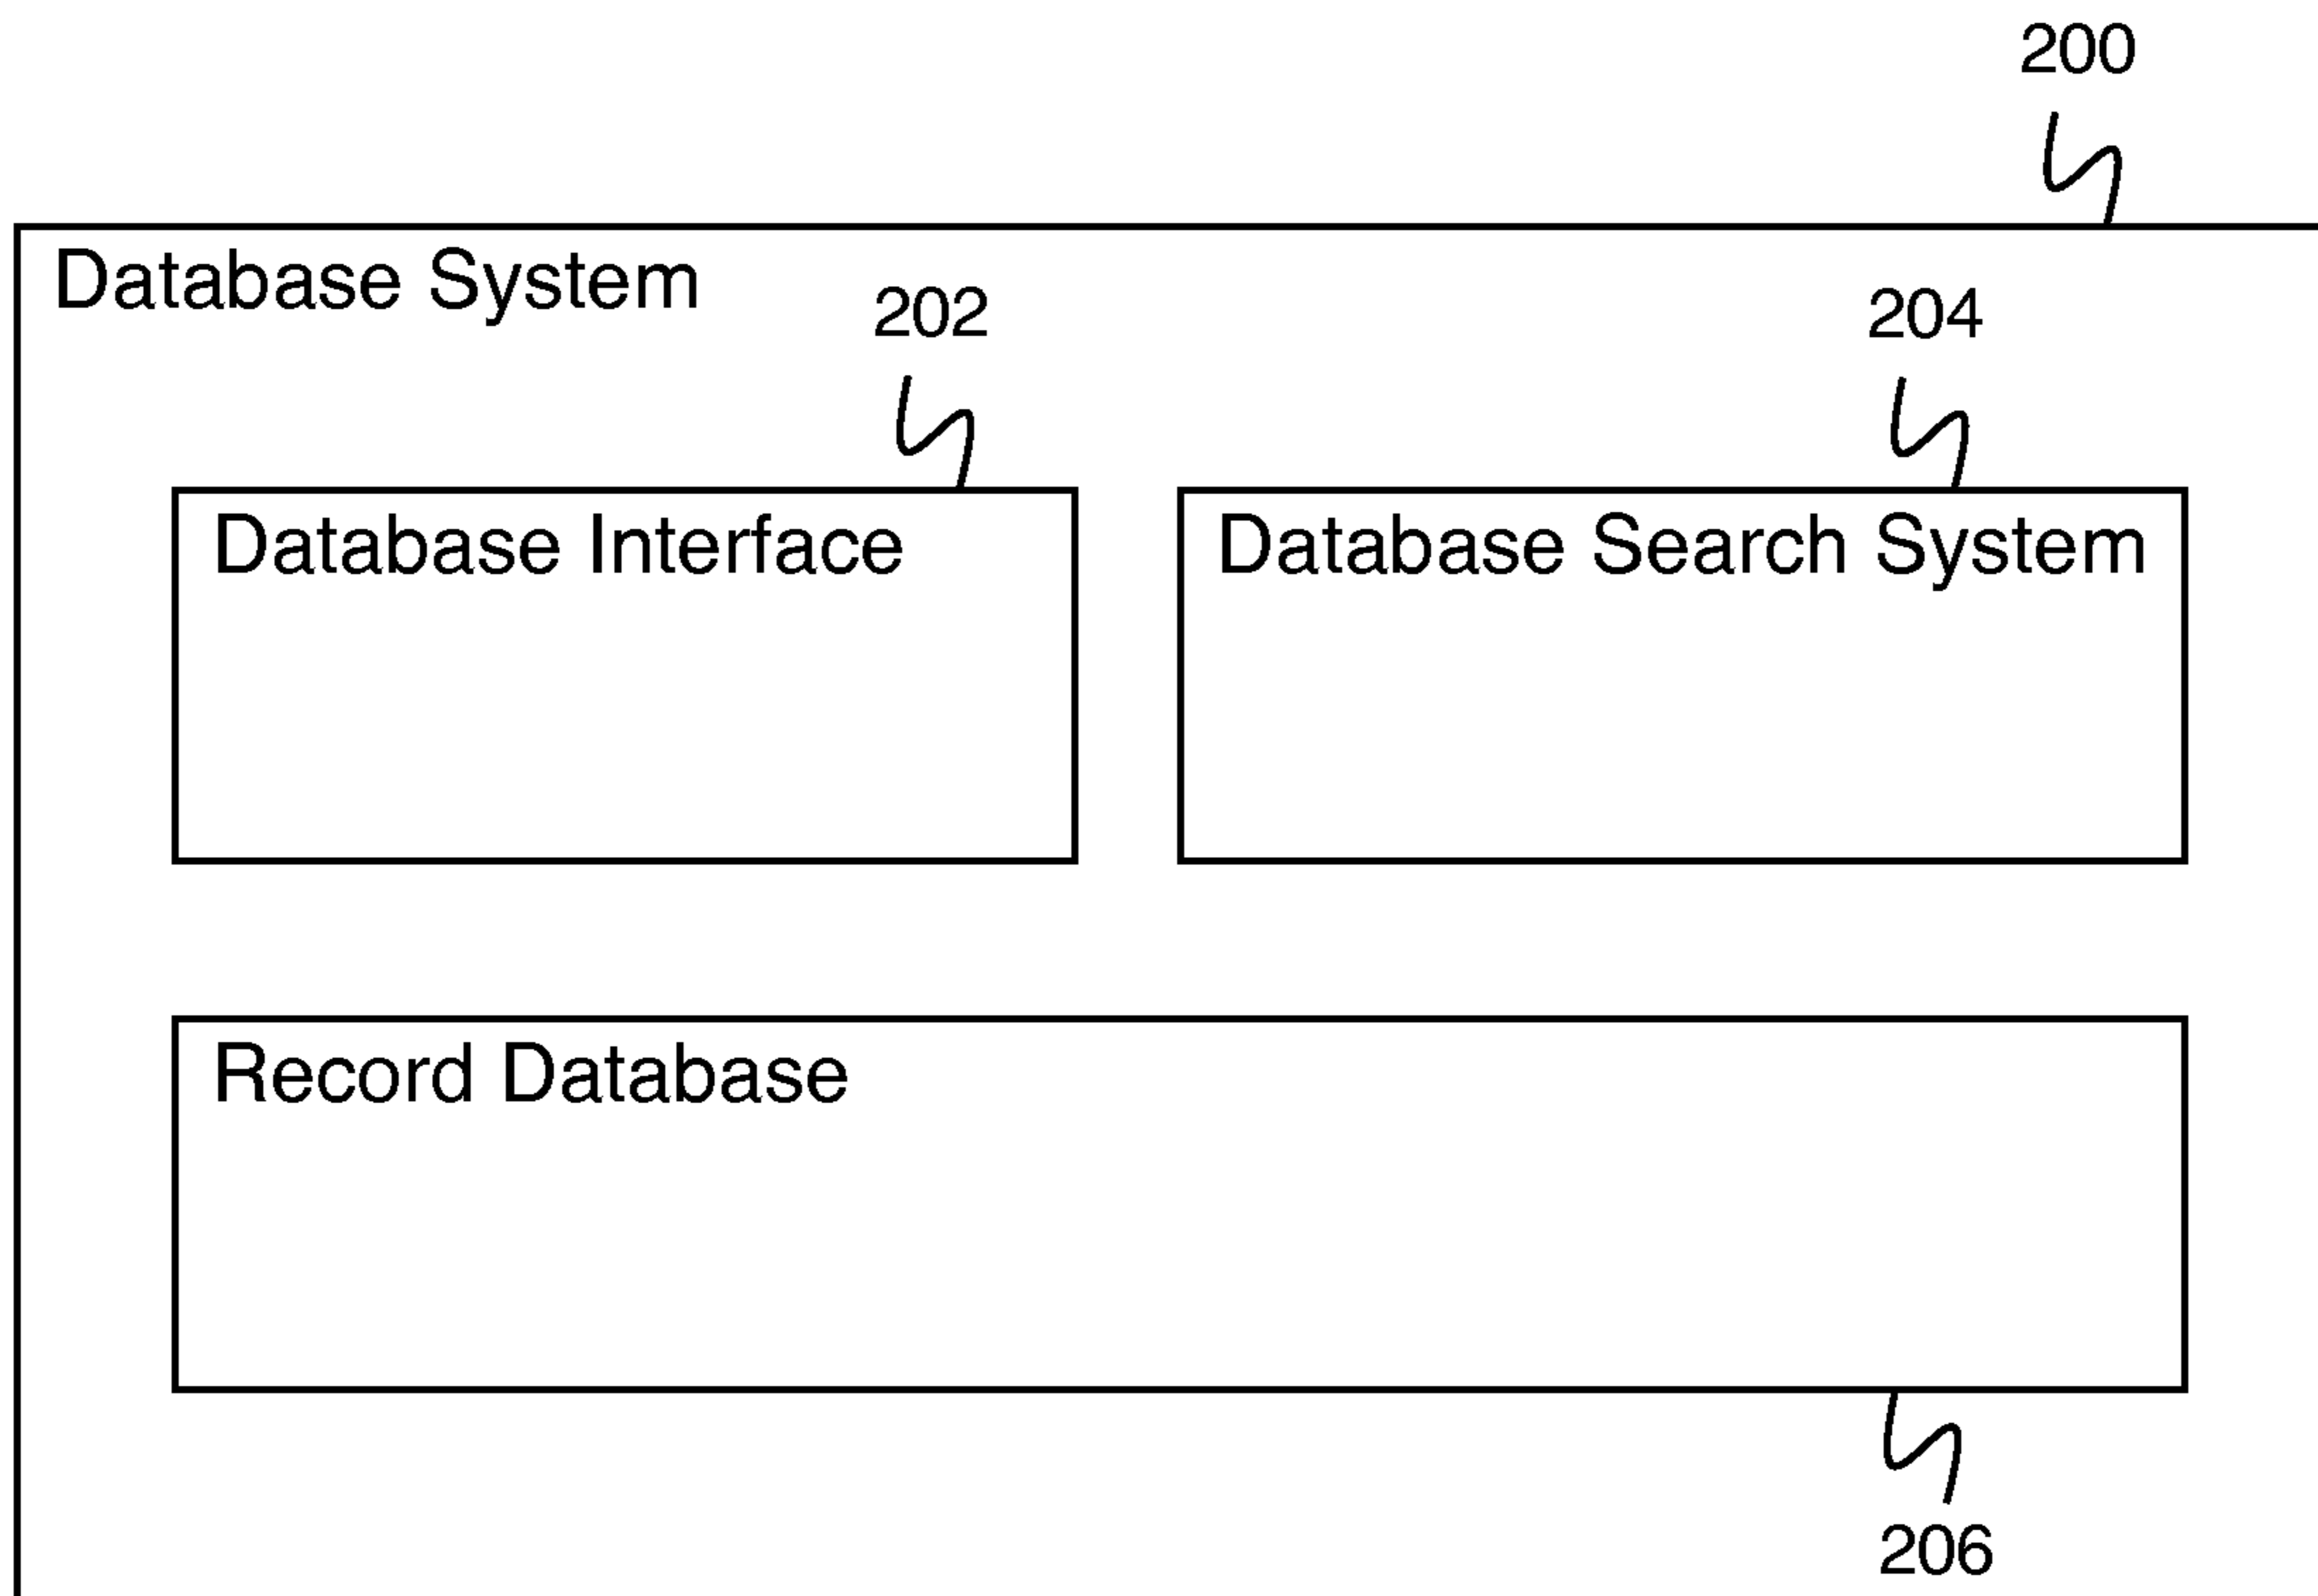 200
Database System
202
204
Database Interface
Database Search System
Record Database
206